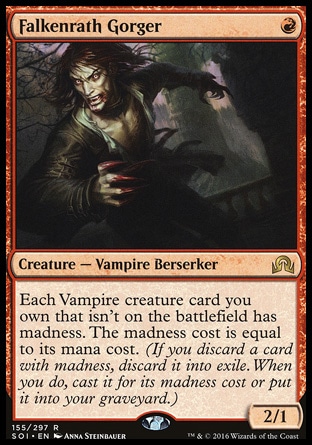 Falkenrath Gorger
Creature — Vampire Berserker
Each Vampire creature card you
own that isn't on the battlefield has
madness. The madness cost is equal
to its mana cost. (If you discard a card
with madness, discard it into exile. When
you do, cast it for its madness cost or put
it into your graveyard.)
2/1
155/297 R
SOI • EN Anna Steinbauer
™ & © 2016 Wizards of the Coast